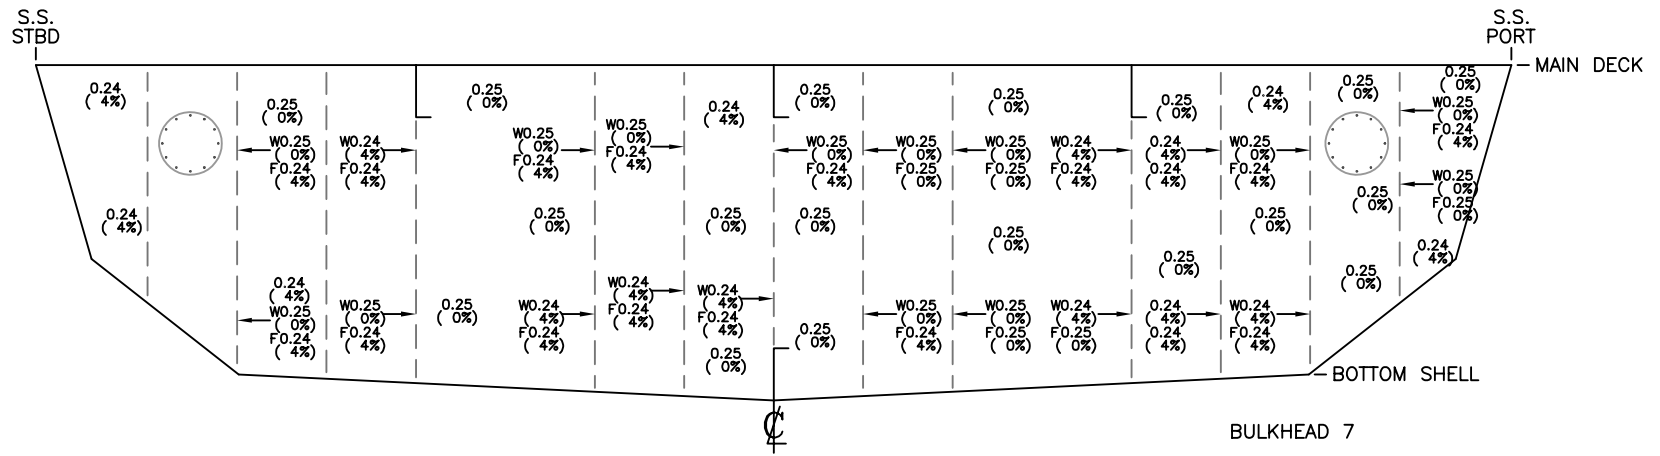 S.S.
STBD
S.S.
PORT
MAIN DECK
0.24
( 4%)
0.25
( 0%)
0.25
( 0%)
0.24
( 4%)
0.25
( 0%)
0.25
( 0%)
0.25
( 0%)
0.24
( 4%)
0.25
( 0%)
0.25
( 0%)
W0.25
( 0%)
F0.24
( 4%)
W0.25
( 0%)
F0.24
( 4%)
W0.24
( 4%)
F0.24
( 4%)
W0.25
( 0%)
F0.24
( 4%)
W0.25
( 0%)
F0.24
( 4%)
W0.25
( 0%)
F0.24
( 4%)
W0.25
( 0%)
F0.25
( 0%)
W0.25
( 0%)
F0.25
( 0%)
W0.24
( 4%)
F0.24
( 4%)
0.24
( 4%)
0.24
( 4%)
W0.25
( 0%)
F0.24
( 4%)
W0.25
( 0%)
F0.25
( 0%)
0.24
( 4%)
0.25
( 0%)
0.25
( 0%)
0.25
( 0%)
0.25
( 0%)
0.25
( 0%)
0.25
( 0%)
0.25
( 0%)
0.24
( 4%)
0.25
( 0%)
0.24
( 4%)
W0.25
( 0%)
F0.24
( 4%)
W0.25
( 0%)
F0.24
( 4%)
0.25
( 0%)
W0.24
( 4%)
F0.24
( 4%)
W0.24
( 4%)
F0.24
( 4%)
W0.24
( 4%)
F0.24
( 4%)
0.25
( 0%)
0.25
( 0%)
W0.25
( 0%)
F0.24
( 4%)
W0.25
( 0%)
F0.25
( 0%)
W0.24
( 4%)
F0.25
( 0%)
0.24
( 4%)
0.24
( 4%)
W0.24
( 4%)
F0.24
( 4%)
BOTTOM SHELL
BULKHEAD 7